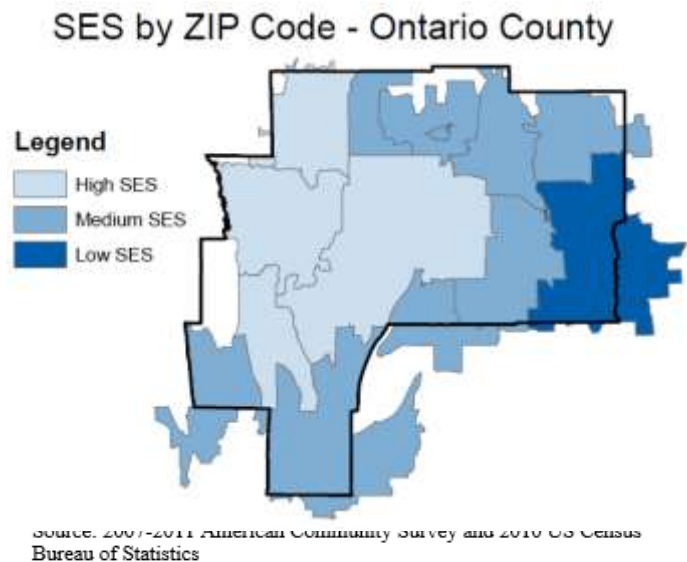 SES by ZIP Code - Ontario County
Legend
High SES
Medium SES
Low SES
Source: 2007-2011 American Community Survey and 2010 US Census
Bureau of Statistics